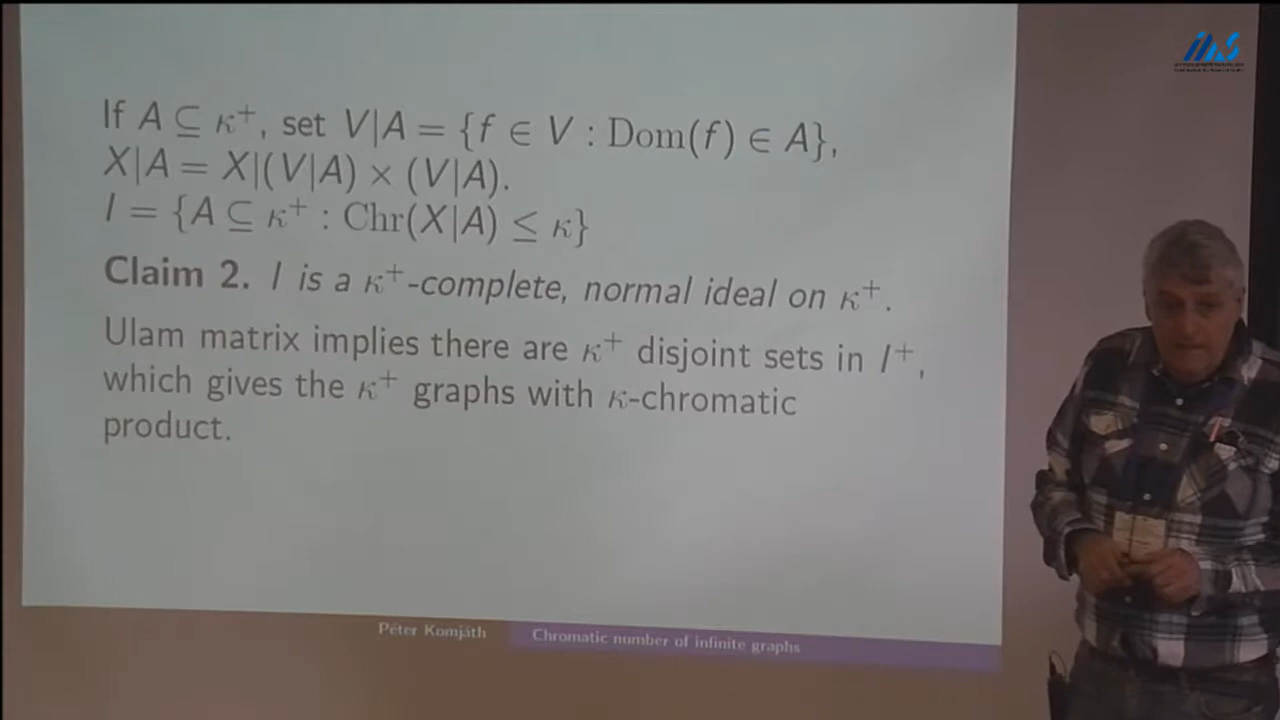 If A ⊆ κ⁺, set V|A = {f ∈ V : Dom(f) ∈ A},
X|A = X|(V|A) × (V|A).
I = {A ⊆ κ⁺ : Chr(X|A) ≤ κ}
Claim 2. I is a κ⁺-complete, normal ideal on κ⁺.
Ulam matrix implies there are κ⁺ disjoint sets in I⁺,
which gives the κ⁺ graphs with κ-chromatic
product.
Péter Komjáth Chromatic number of infinite graphs